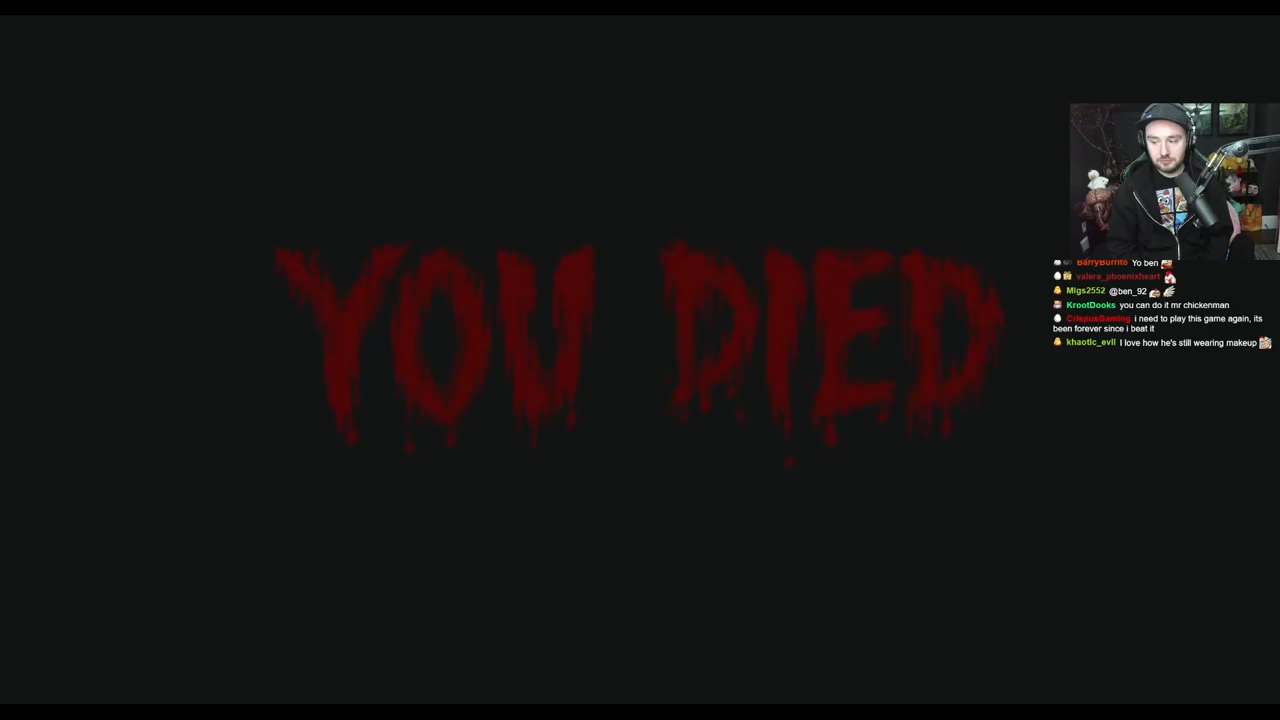 YOU DIED
BarryBurrito Yo ben
valera_phoenixheart
Migs2552 @ben_92
KrootDooks you can do it mr chickenman
CrispusGaming i need to play this game again, its
been forever since i beat it
khaotic_evil I love how he's still wearing makeup